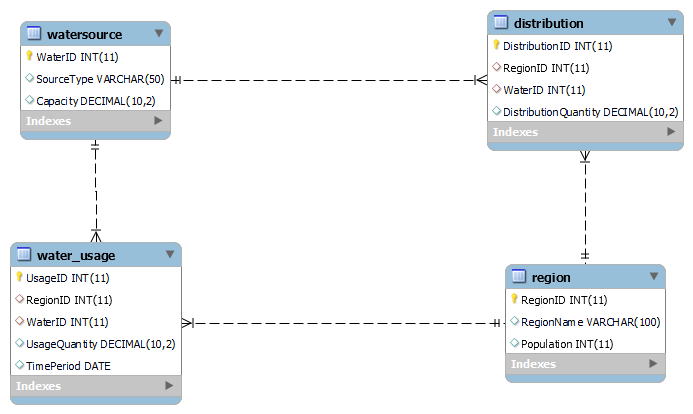 watersource
WaterID INT(11)
SourceType VARCHAR(50)
Capacity DECIMAL(10,2)
Indexes
distribution
DistributionID INT(11)
RegionID INT(11)
WaterID INT(11)
DistributionQuantity DECIMAL(10,2)
Indexes
water_usage
UsageID INT(11)
RegionID INT(11)
WaterID INT(11)
UsageQuantity DECIMAL(10,2)
TimePeriod DATE
Indexes
region
RegionID INT(11)
RegionName VARCHAR(100)
Population INT(11)
Indexes